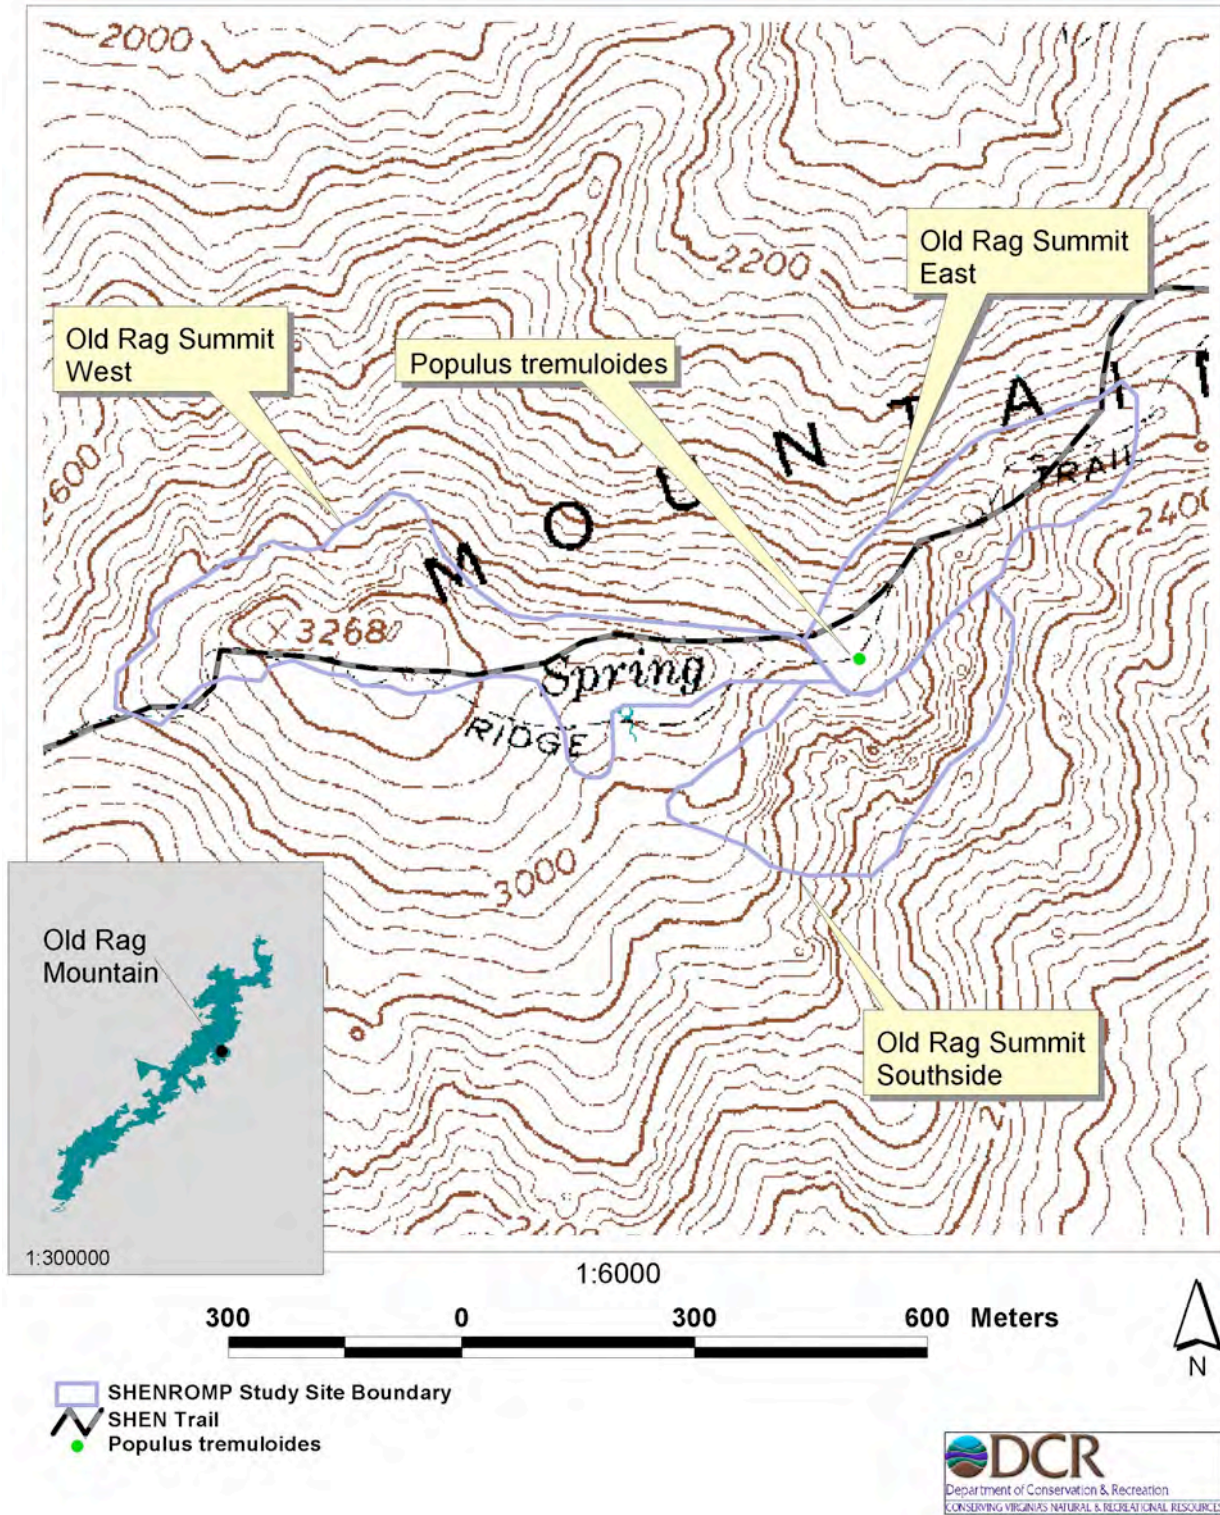 2000
2200
Old Rag Summit
East
Old Rag Summit
West
Populus tremuloides
M O U N T A I
TRAIL
2600
2400
3268
Spring
RIDGE
3000
Old Rag
Mountain
1:300000
Old Rag Summit
Southside
1:6000
300 0 300 600 Meters
N
SHENROMP Study Site Boundary
SHEN Trail
Populus tremuloides
DCR
Department of Conservation & Recreation
CONSERVING VIRGINIA'S NATURAL & RECREATIONAL RESOURCES